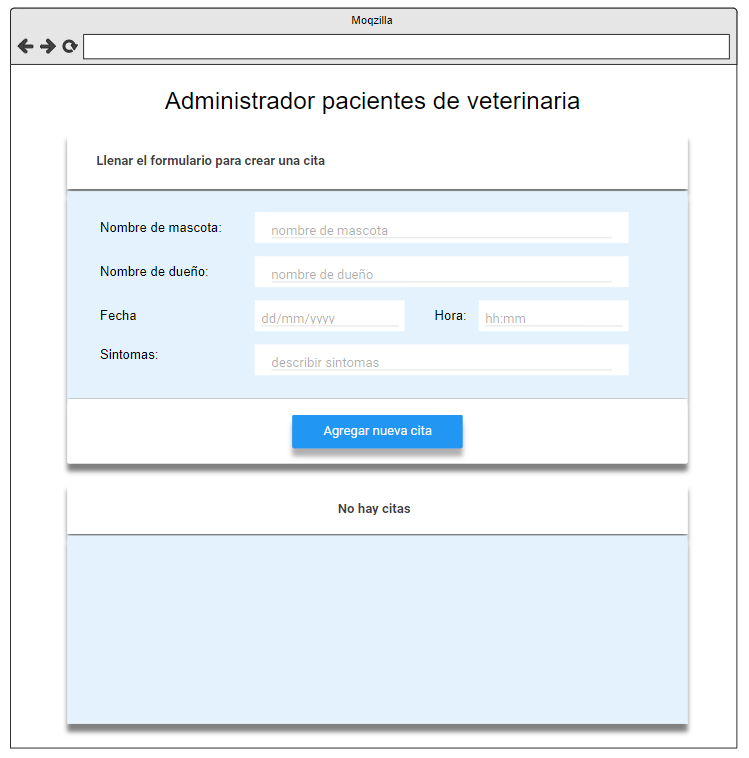 Moqzilla
Administrador pacientes de veterinaria
Llenar el formulario para crear una cita
Nombre de mascota: nombre de mascota
Nombre de dueño: nombre de dueño
Fecha dd/mm/yyyy Hora: hh:mm
Sintomas: describir sintomas
Agregar nueva cita
No hay citas